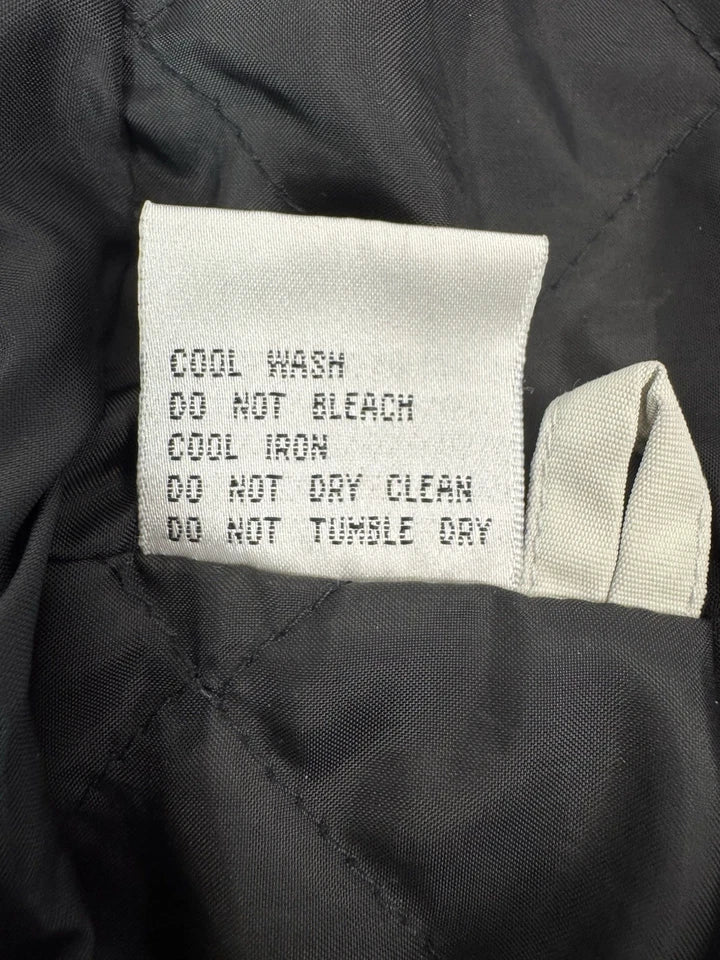 COOL WASH
DO NOT BLEACH
COOL IRON
DO NOT DRY CLEAN
DO NOT TUMBLE DRY